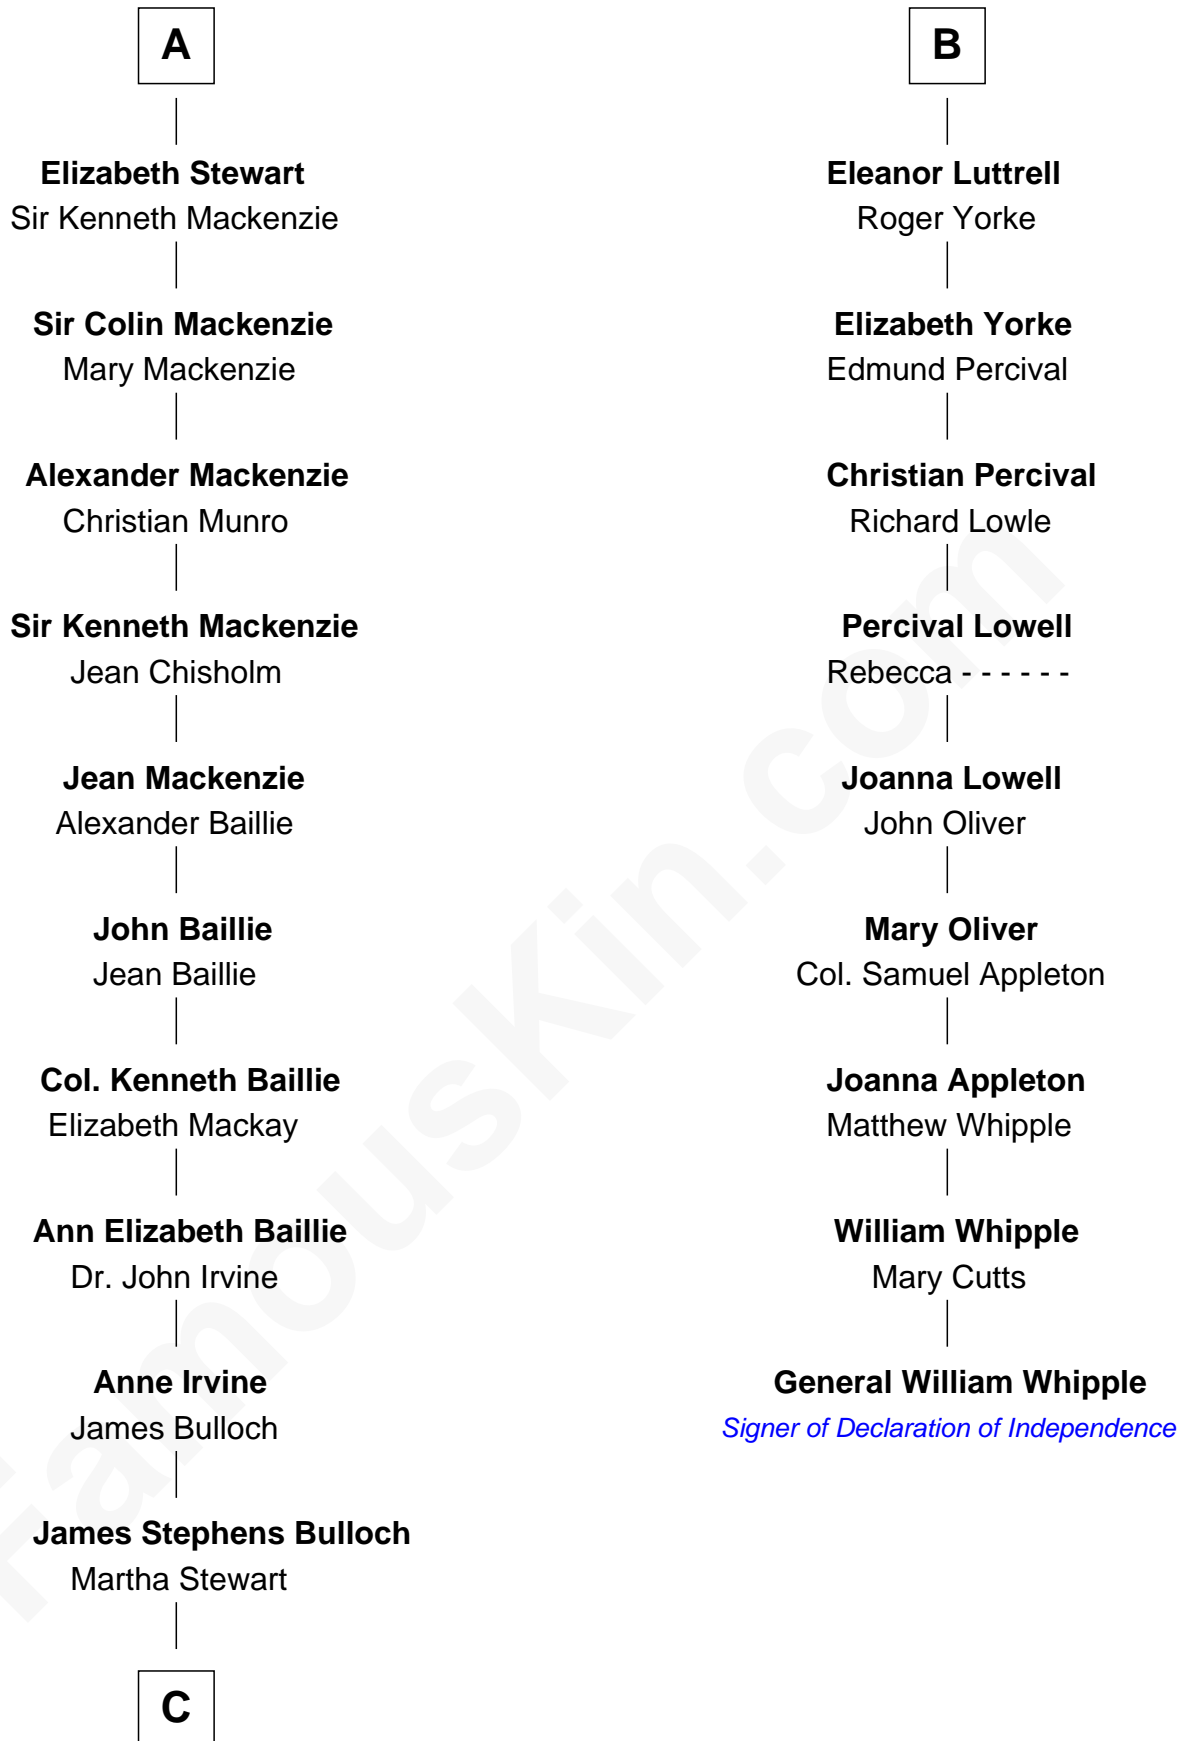 A
Elizabeth Stewart
Sir Kenneth Mackenzie
Sir Colin Mackenzie
Mary Mackenzie
Alexander Mackenzie
Christian Munro
Sir Kenneth Mackenzie
Jean Chisholm
Jean Mackenzie
Alexander Baillie
John Baillie
Jean Baillie
Col. Kenneth Baillie
Elizabeth Mackay
Ann Elizabeth Baillie
Dr. John Irvine
Anne Irvine
James Bulloch
James Stephens Bulloch
Martha Stewart
C
B
Eleanor Luttrell
Roger Yorke
Elizabeth Yorke
Edmund Percival
Christian Percival
Richard Lowle
Percival Lowell
Rebecca - - - - - -
Joanna Lowell
John Oliver
Mary Oliver
Col. Samuel Appleton
Joanna Appleton
Matthew Whipple
William Whipple
Mary Cutts
General William Whipple
Signer of Declaration of Independence
FamousKin.com